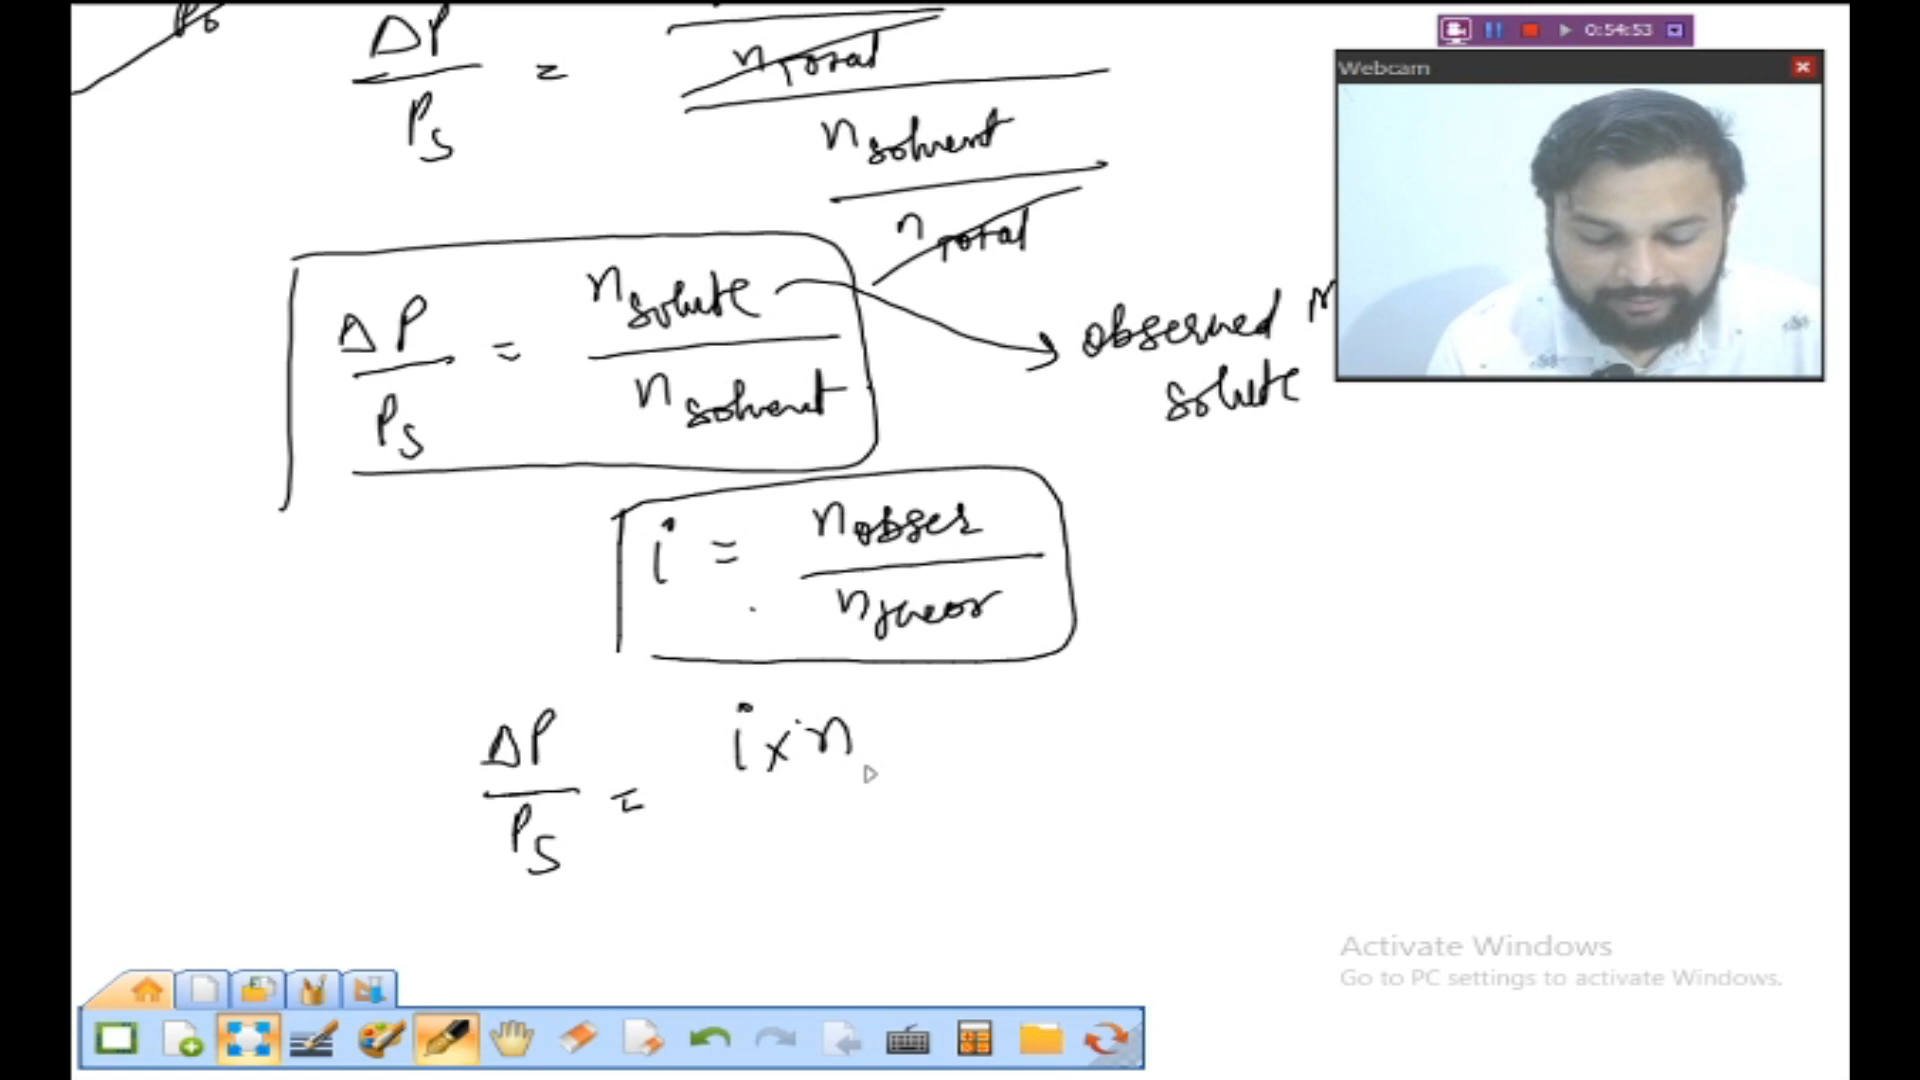 ΔP / Ps =
n Total
n solvent
n Total
ΔP / Ps = n solute / n solvent
observed
solute
i = n obser / n theor
ΔP / Ps = i × n
0:54:53
Webcam
Activate Windows
Go to PC settings to activate Windows.